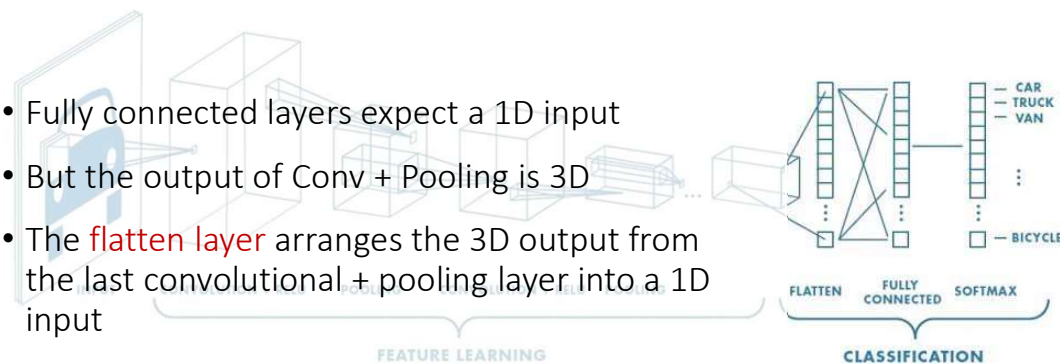 • Fully connected layers expect a 1D input
• But the output of Conv + Pooling is 3D
• The flatten layer arranges the 3D output from
the last convolutional + pooling layer into a 1D
input
CAR
TRUCK
VAN
BICYCLE
FLATTEN
FULLY
CONNECTED
SOFTMAX
FEATURE LEARNING
CLASSIFICATION